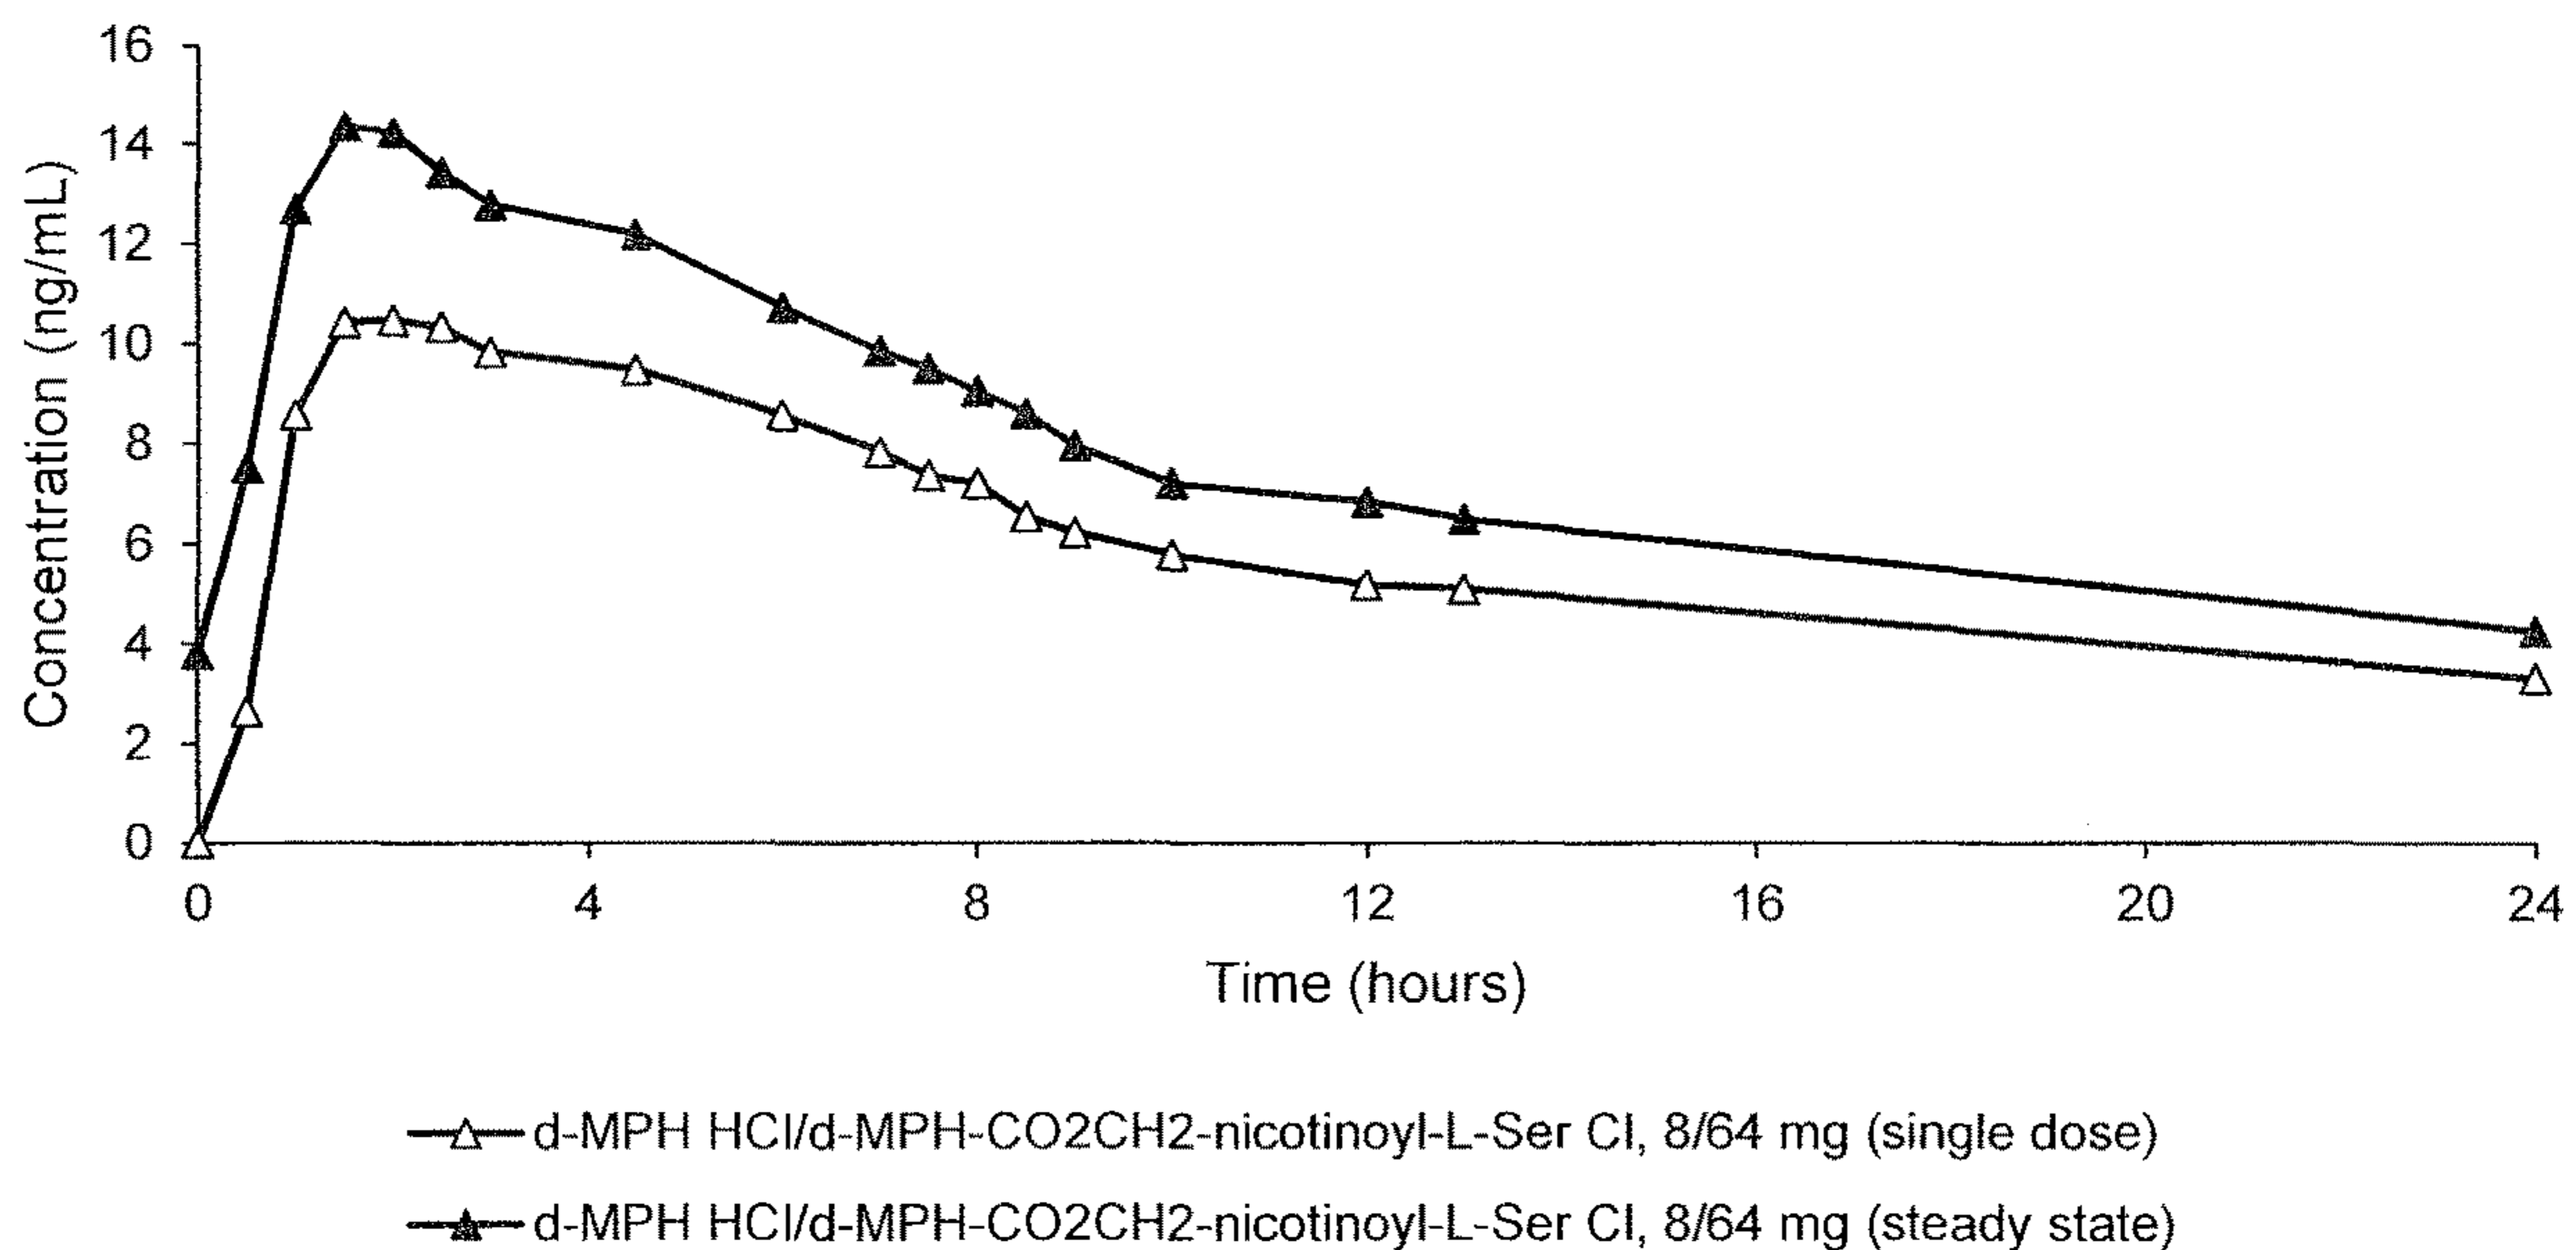 16
14
12
10
8
6
4
2
0
Concentration (ng/mL)
0 4 8 12 16 20 24
Time (hours)
d-MPH HCl/d-MPH-CO2CH2-nicotinoyl-L-Ser Cl, 8/64 mg (single dose)
d-MPH HCl/d-MPH-CO2CH2-nicotinoyl-L-Ser Cl, 8/64 mg (steady state)